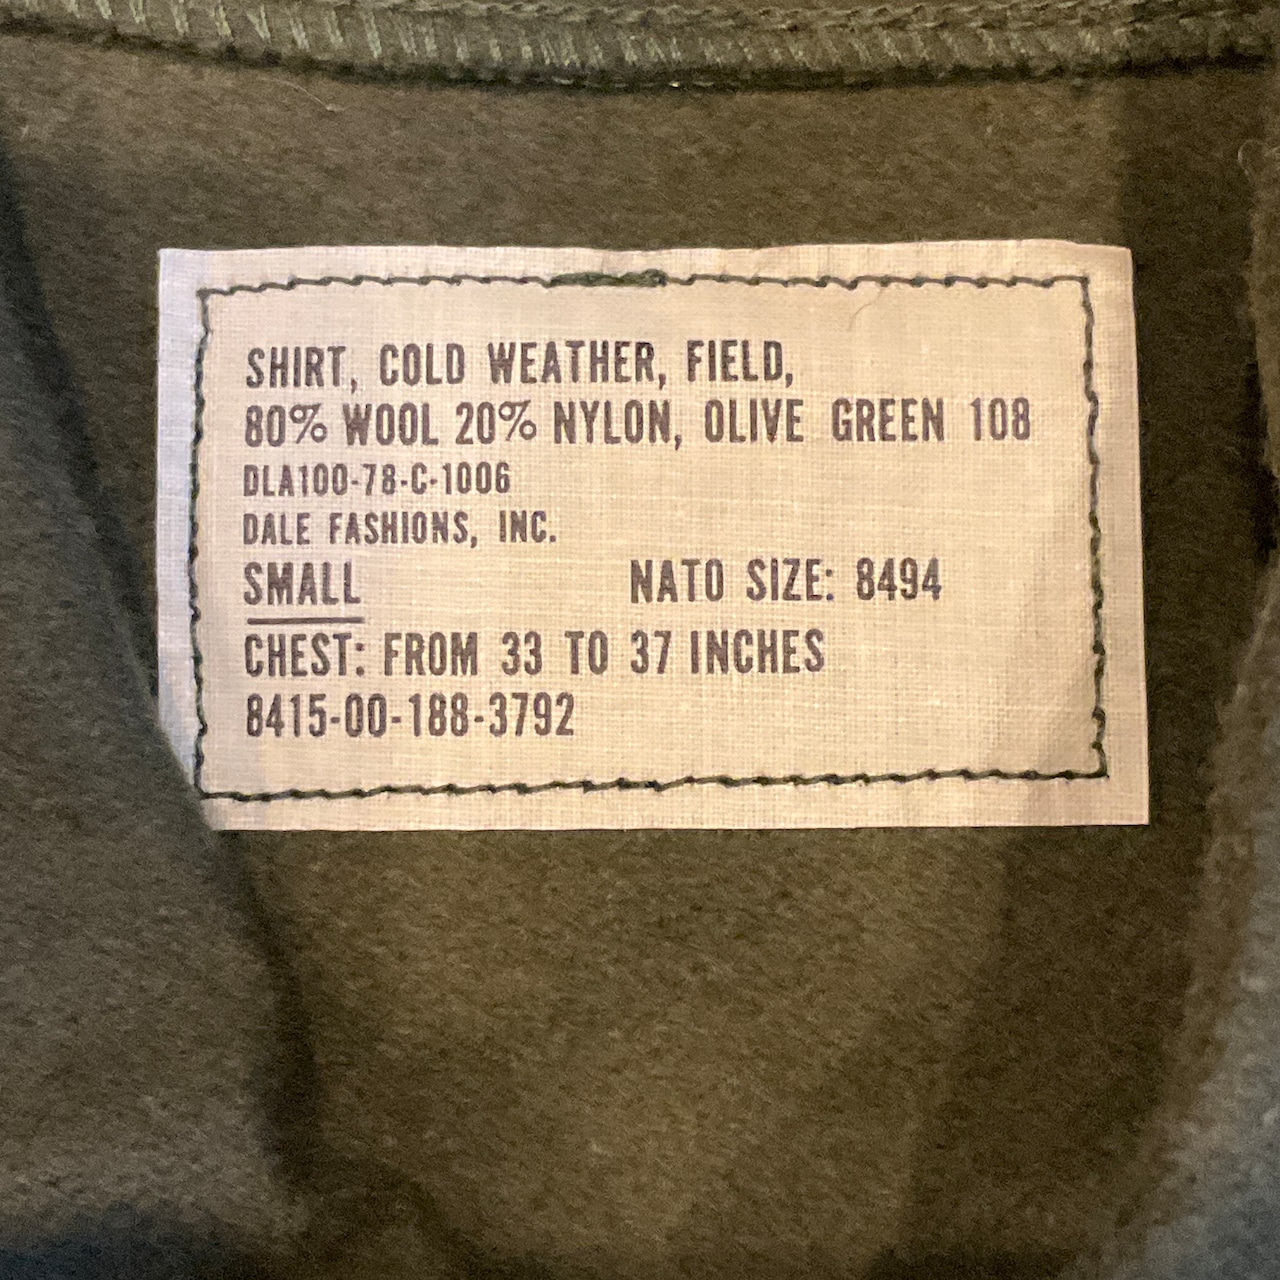 SHIRT, COLD WEATHER, FIELD,
80% WOOL 20% NYLON, OLIVE GREEN 108
DLA100-78-C-1006
DALE FASHIONS, INC.
SMALL NATO SIZE: 8494
CHEST: FROM 33 TO 37 INCHES
8415-00-188-3792